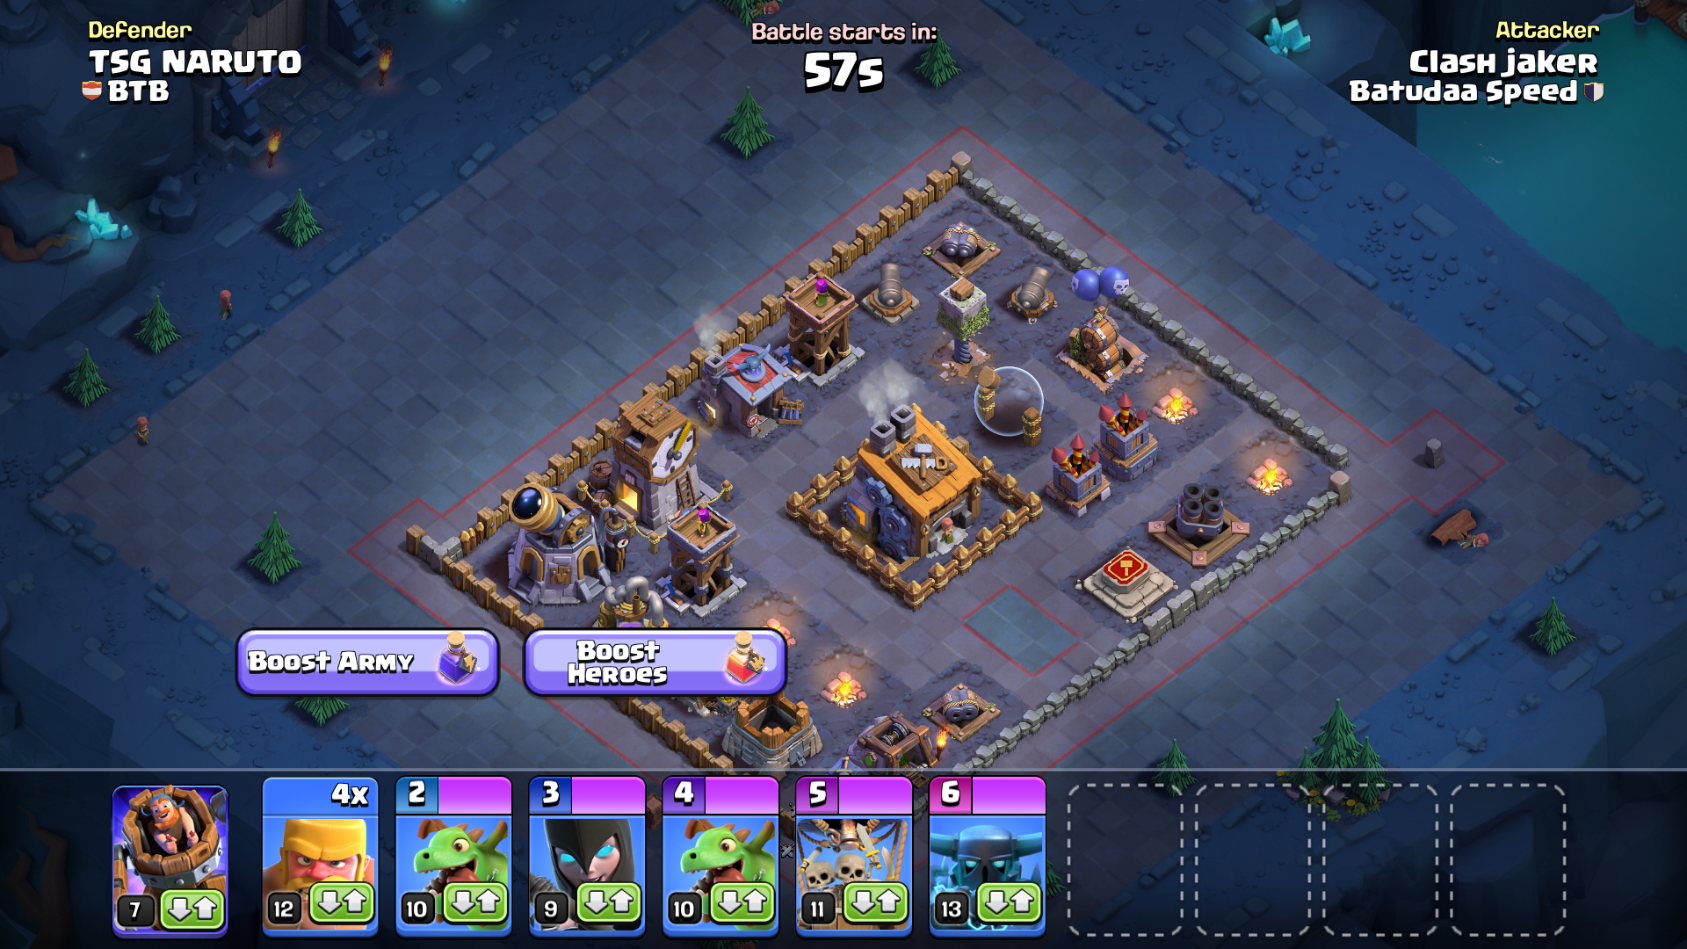 Defender
TSG NARUTO
BTB
Battle starts in:
57s
Attacker
Clash jaker
Batudaa Speed
Boost Army
Boost
Heroes
4x
2
3
4
5
6
7
12
10
9
10
11
13